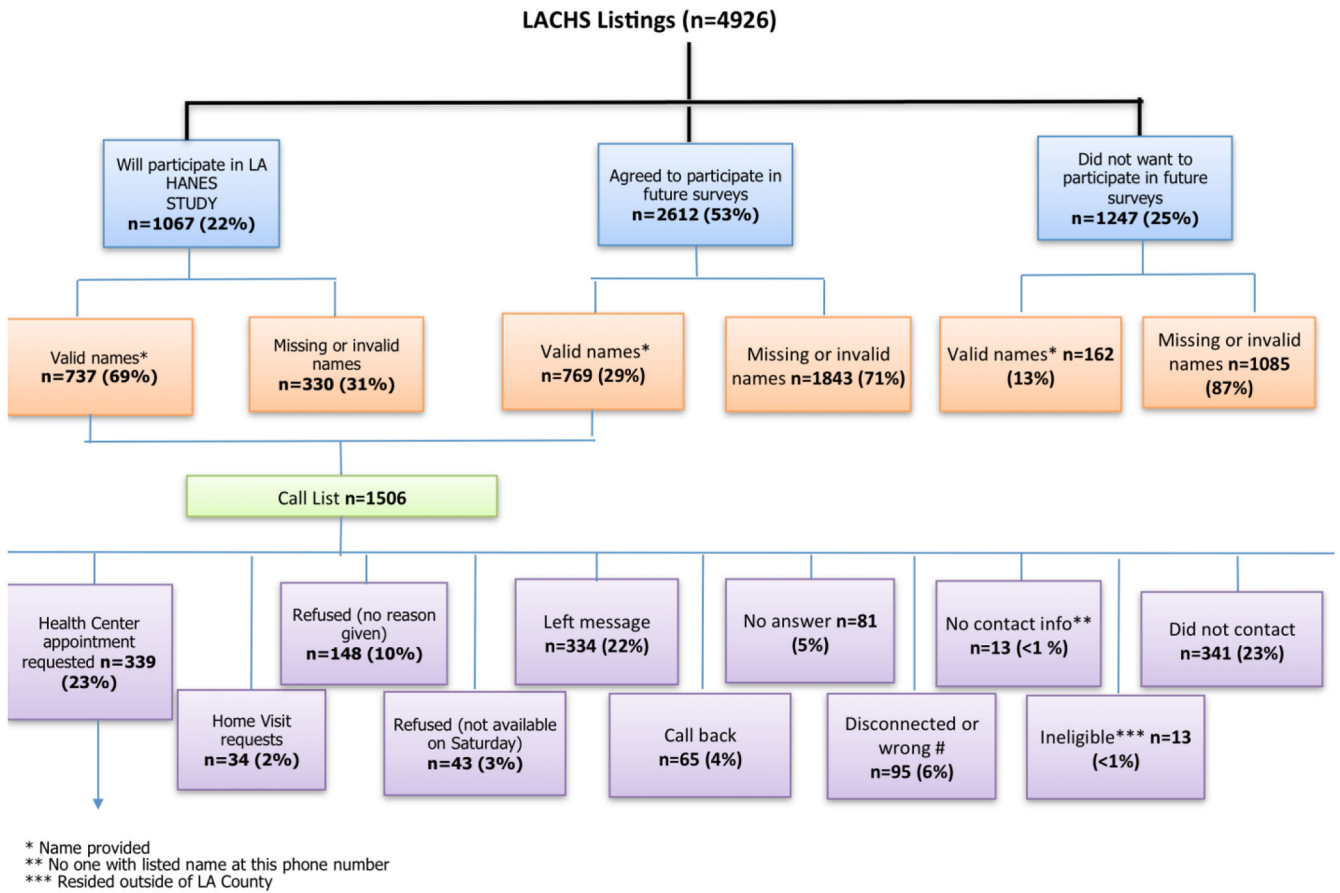 LACHS Listings (n=4926)
Will participate in LA
HANES
STUDY
n=1067 (22%)
Agreed to participate in
future surveys
n=2612 (53%)
Did not want to
participate in future
surveys
n=1247 (25%)
Valid names*
n=737 (69%)
Missing or invalid
names
n=330 (31%)
Valid names*
n=769 (29%)
Missing or invalid
names n=1843 (71%)
Valid names* n=162
(13%)
Missing or invalid
names n=1085
(87%)
Call List n=1506
Health Center
appointment
requested n=339
(23%)
Home Visit
requests
n=34 (2%)
Refused (no reason
given)
n=148 (10%)
Refused (not available
on Saturday)
n=43 (3%)
Left message
n=334 (22%)
Call back
n=65 (4%)
No answer n=81
(5%)
Disconnected or
wrong #
n=95 (6%)
No contact info**
n=13 (<1 %)
Ineligible*** n=13
(<1%)
Did not contact
n=341 (23%)
* Name provided
** No one with listed name at this phone number
*** Resided outside of LA County